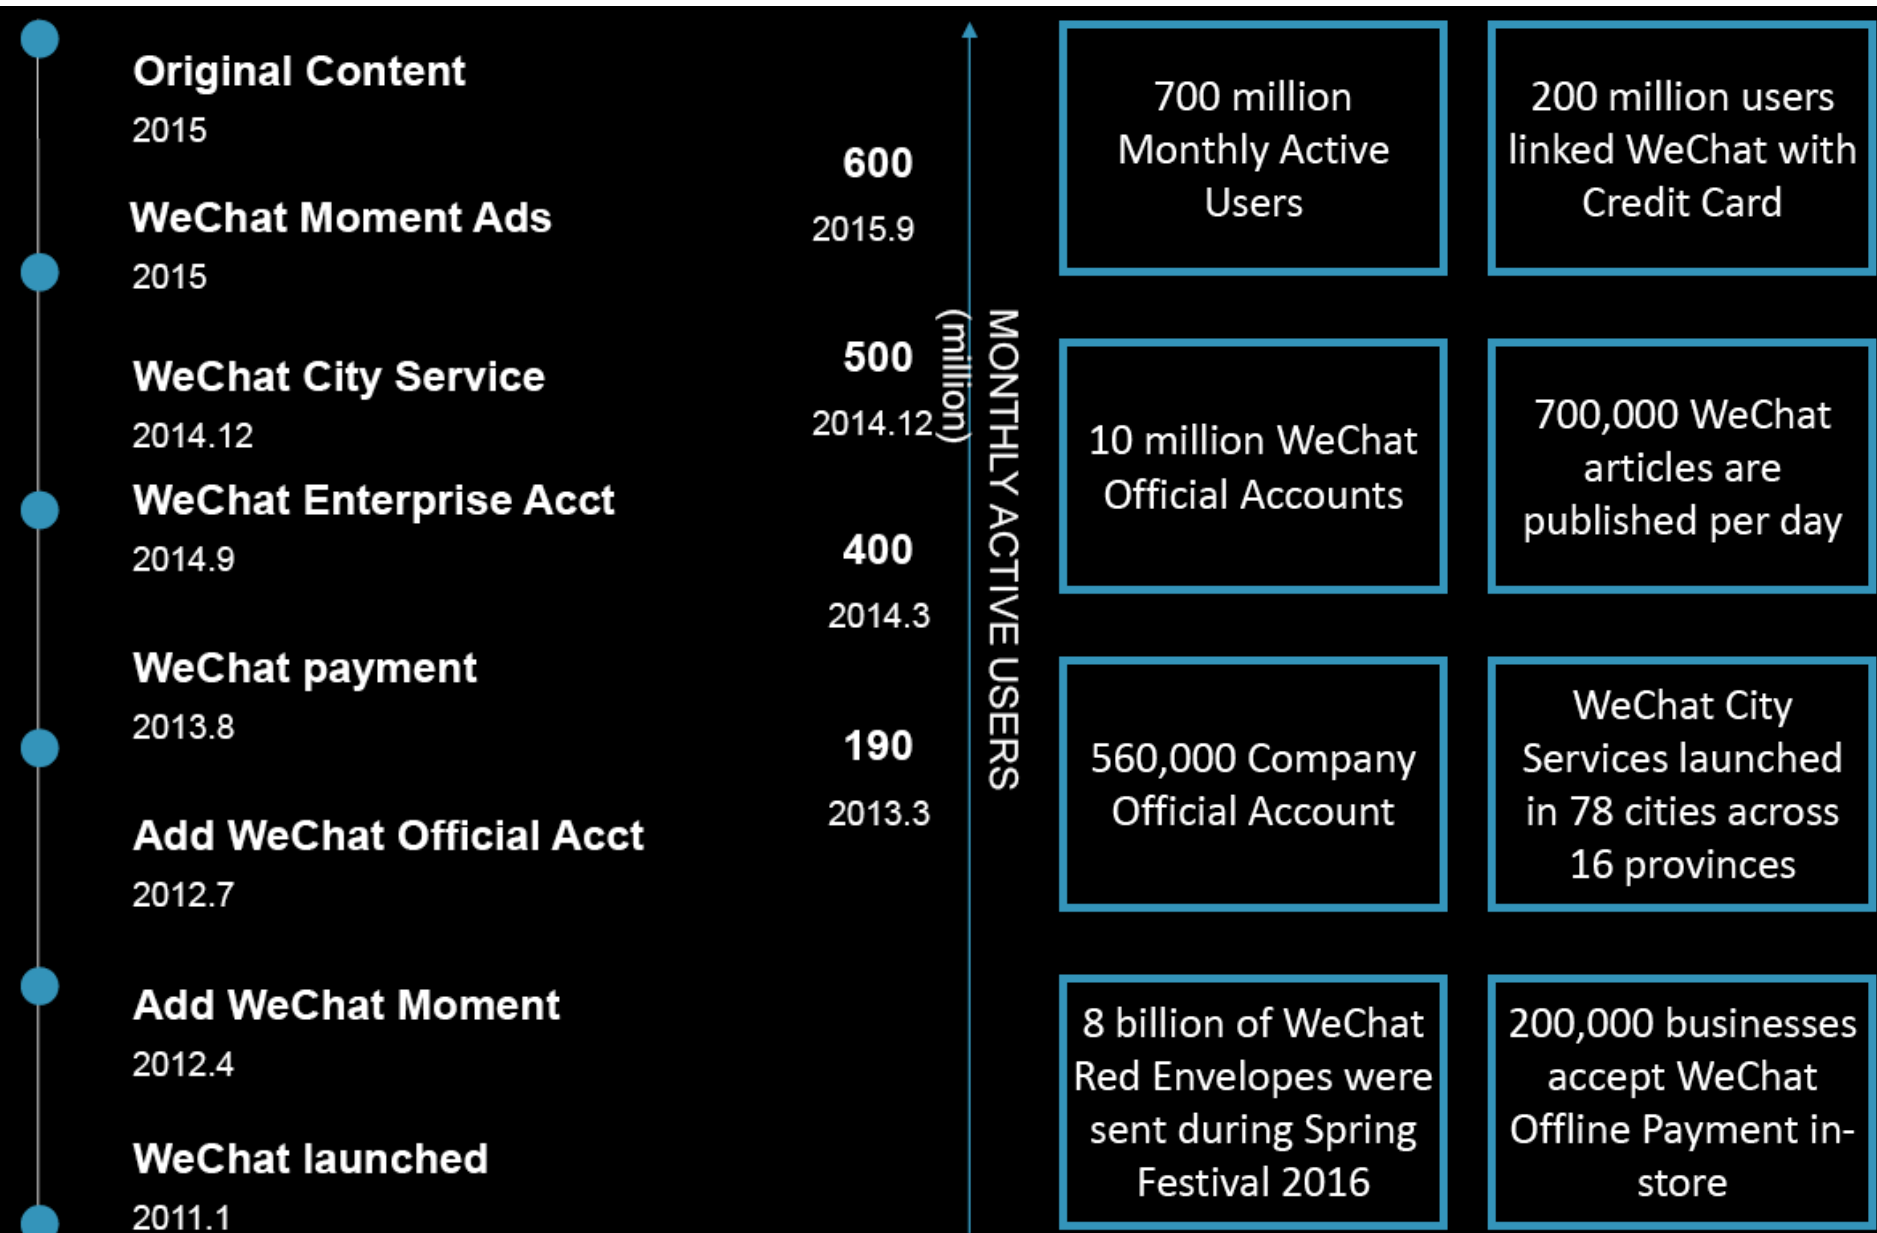 Original Content
2015
WeChat Moment Ads
2015
WeChat City Service
2014.12
WeChat Enterprise Acct
2014.9
WeChat payment
2013.8
Add WeChat Official Acct
2012.7
Add WeChat Moment
2012.4
WeChat launched
2011.1
600
2015.9
500
2014.12
400
2014.3
190
2013.3
MONTHLY ACTIVE USERS
(million)
700 million
Monthly Active
Users
200 million users
linked WeChat with
Credit Card
10 million WeChat
Official Accounts
700,000 WeChat
articles are
published per day
560,000 Company
Official Account
WeChat City
Services launched
in 78 cities across
16 provinces
8 billion of WeChat
Red Envelopes were
sent during Spring
Festival 2016
200,000 businesses
accept WeChat
Offline Payment in-
store